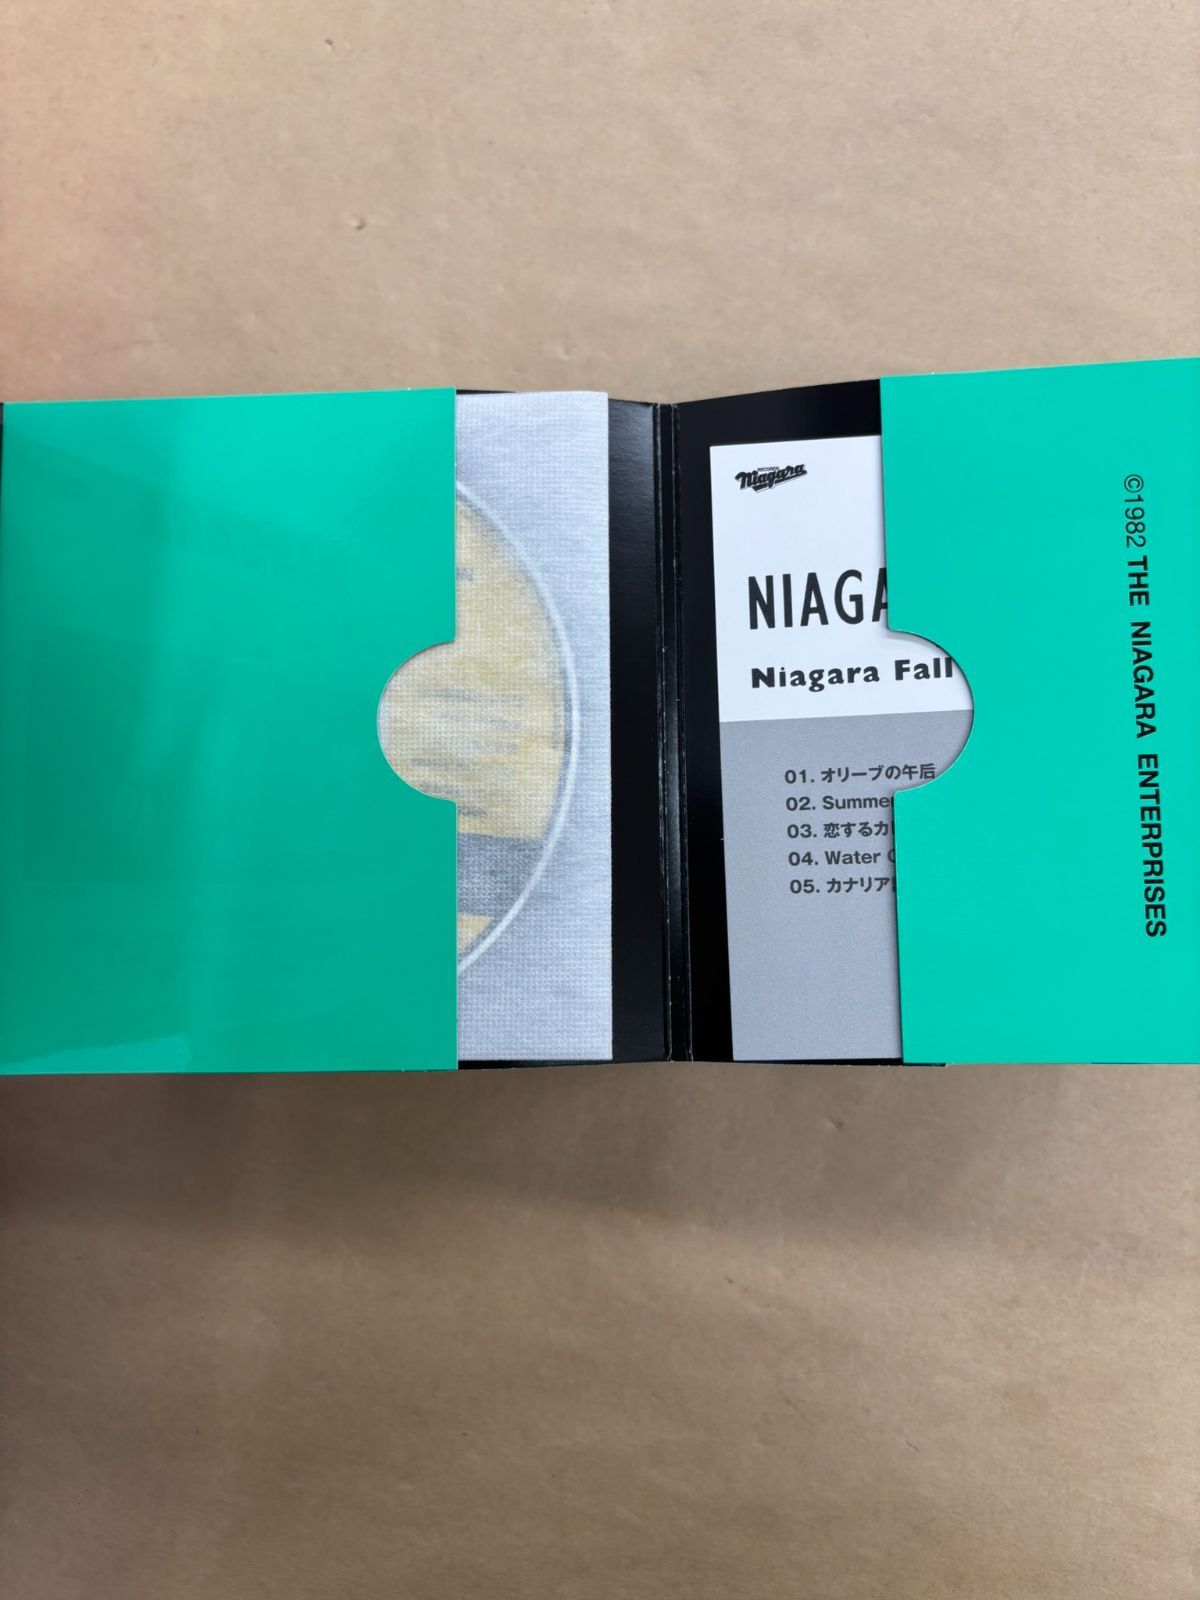 RECORDS
Niagara
NIAGA
Niagara Fall
01. オリーブの午后
02. Summer
03. 恋するカ
04. Water
05. カナリア
©1982 THE NIAGARA ENTERPRISES